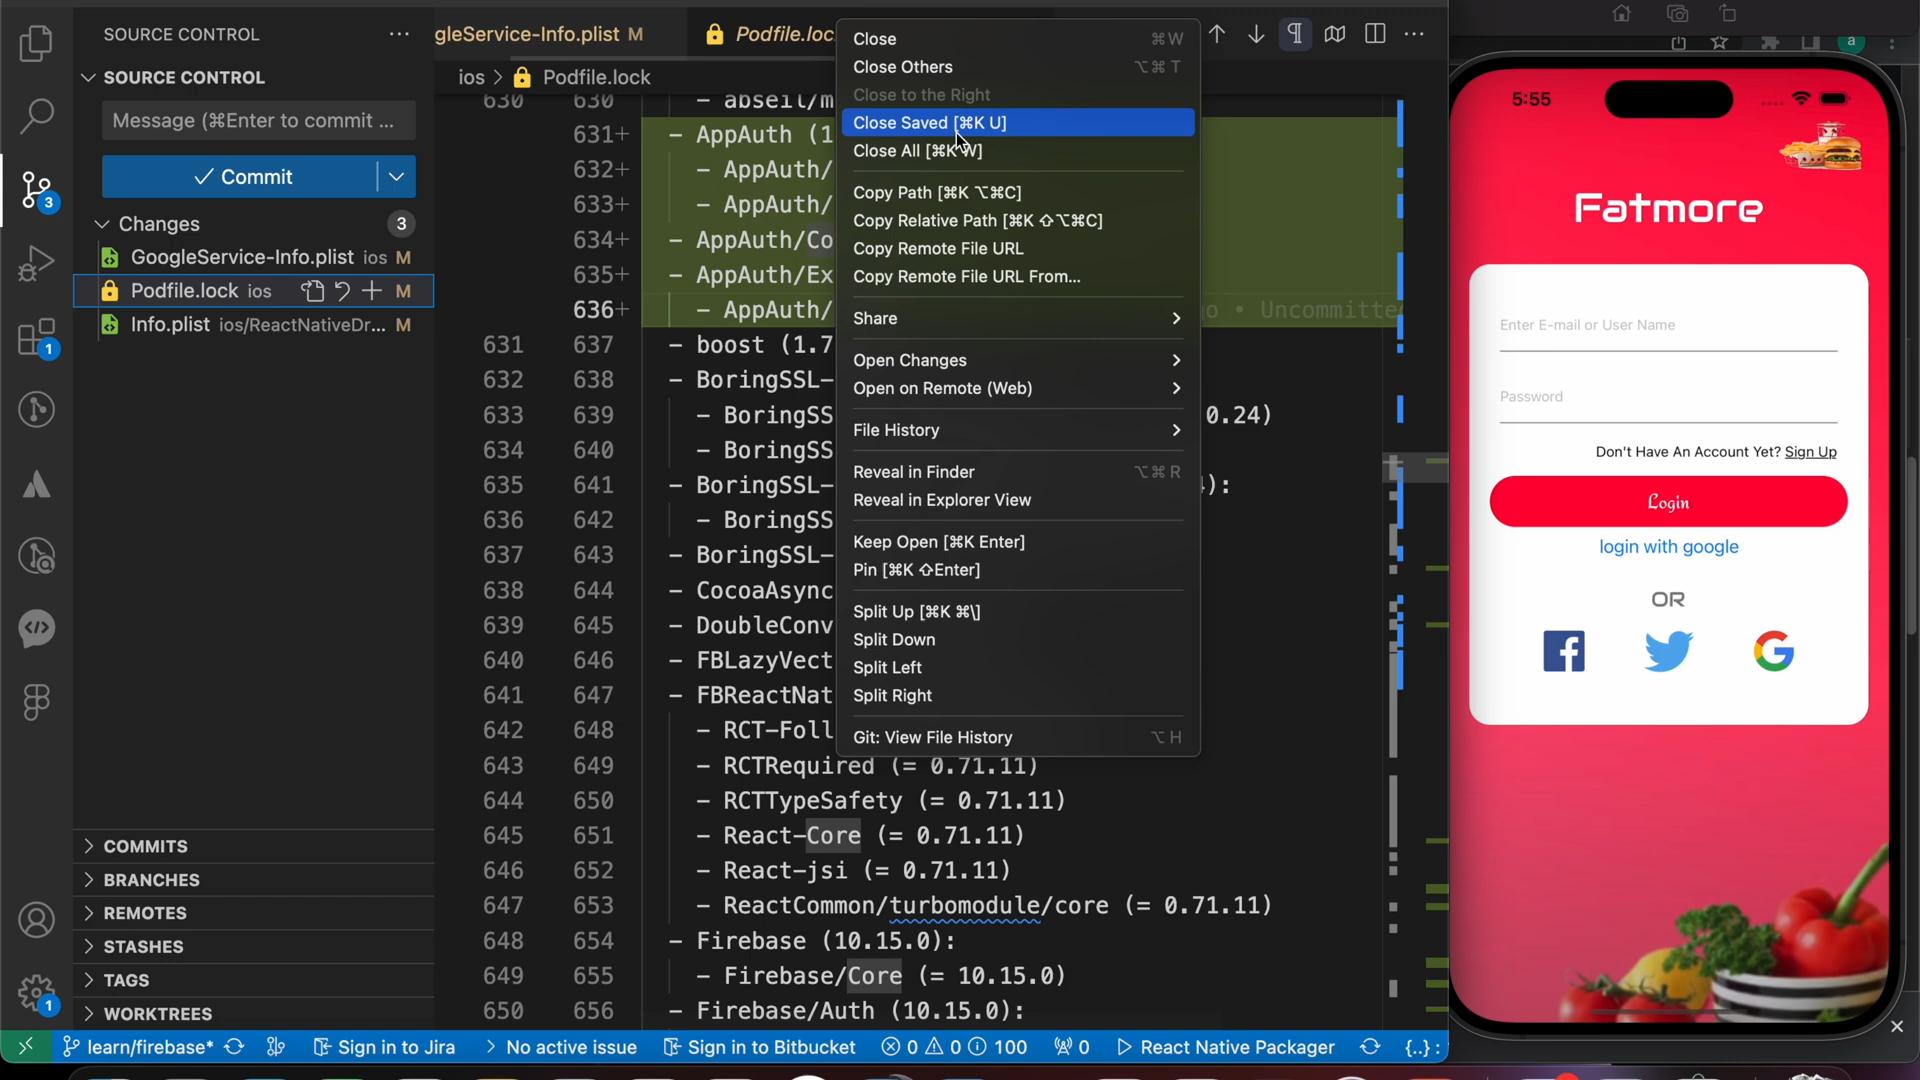 SOURCE CONTROL
SOURCE CONTROL
Message (⌘Enter to commit ...
✓ Commit
Changes 3
GoogleService-Info.plist ios M
Podfile.lock ios M
Info.plist ios/ReactNativeDr... M
COMMITS
BRANCHES
REMOTES
STASHES
TAGS
WORKTREES
3
1
1
gleService-Info.plist M
Podfile.loc
ios > Podfile.lock
630 630 - abseil/m
631+ - AppAuth (1
632+ - AppAuth/
633+ - AppAuth/
634+ - AppAuth/Co
635+ - AppAuth/Ex
636+ - AppAuth/ o • Uncommitte
631 637 - boost (1.7
632 638 - BoringSSL-
633 639 - BoringSS 0.24)
634 640 - BoringSS
635 641 - BoringSSL- ):
636 642 - BoringSS
637 643 - BoringSSL-
638 644 - CocoaAsync
639 645 - DoubleConv
640 646 - FBLazyVect
641 647 - FBReactNat
642 648 - RCT-Foll
643 649 - RCTRequired (= 0.71.11)
644 650 - RCTTypeSafety (= 0.71.11)
645 651 - React-Core (= 0.71.11)
646 652 - React-jsi (= 0.71.11)
647 653 - ReactCommon/turbomodule/core (= 0.71.11)
648 654 - Firebase (10.15.0):
649 655 - Firebase/Core (= 10.15.0)
650 656 - Firebase/Auth (10.15.0):
Close ⌘W
Close Others ⌥⌘T
Close to the Right
Close Saved [⌘K U]
Close All [⌘K W]
Copy Path [⌘K ⌥⌘C]
Copy Relative Path [⌘K ⇧⌥⌘C]
Copy Remote File URL
Copy Remote File URL From...
Share
Open Changes
Open on Remote (Web)
File History
Reveal in Finder ⌥⌘R
Reveal in Explorer View
Keep Open [⌘K Enter]
Pin [⌘K ⇧Enter]
Split Up [⌘K ⌘\]
Split Down
Split Left
Split Right
Git: View File History ⌥H
learn/firebase* Sign in to Jira No active issue Sign in to Bitbucket 0 0 100 0 React Native Packager {..} :
a
5:55
Fatmore
Enter E-mail or User Name
Password
Don't Have An Account Yet? Sign Up
Login
login with google
OR